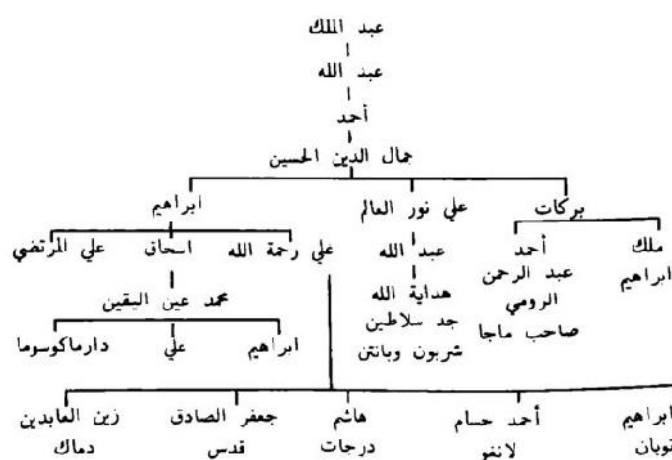 عبد الملك
عبد الله
أحمد
جمال الدين الحسين
بركات
علي نور العالم
ابراهيم
ملك
ابراهيم
أحمد
عبد الرحمن
الرومي
صاحب ماجا
عبد الله
هداية الله
جد سلاطين
شربون وبانتن
علي رحمة الله
اسحاق
علي المرتضي
محمد عين اليقين
ابراهيم
علي
دارماكوسوما
ابراهيم
توبان
أحمد حسام
لانغو
هاشم
درجات
جعفر الصادق
قدس
زين العابدين
دماك